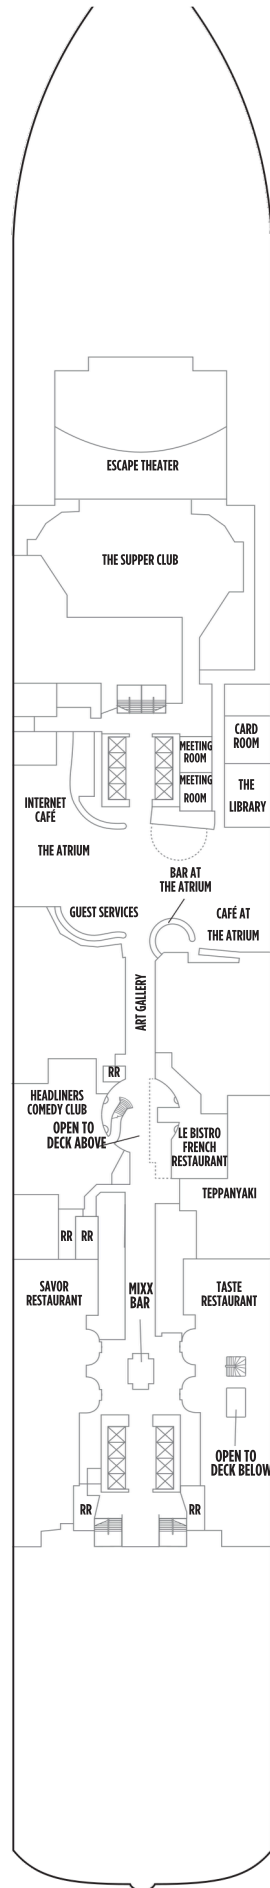 ESCAPE THEATER
THE SUPPER CLUB
MEETING
ROOM
CARD
ROOM
MEETING
ROOM
THE
LIBRARY
INTERNET
CAFÉ
THE ATRIUM
BAR AT
THE ATRIUM
GUEST SERVICES
CAFÉ AT
THE ATRIUM
ART GALLERY
RR
HEADLINERS
COMEDY CLUB
OPEN TO
DECK ABOVE
LE BISTRO
FRENCH
RESTAURANT
TEPPANYAKI
RR
RR
SAVOR
RESTAURANT
MIXX
BAR
TASTE
RESTAURANT
OPEN TO
DECK BELOW
RR
RR